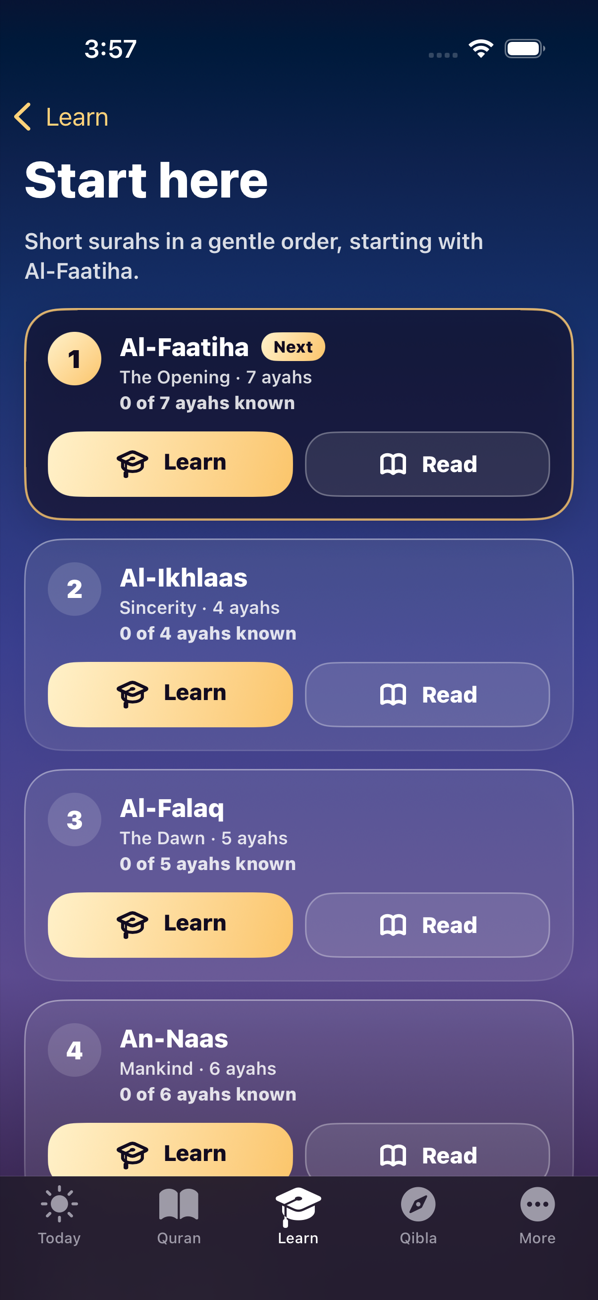 3:57
Learn
Start here
Short surahs in a gentle order, starting with
Al-Faatiha.
1
Al-Faatiha
Next
The Opening · 7 ayahs
0 of 7 ayahs known
Learn
Read
2
Al-Ikhlaas
Sincerity · 4 ayahs
0 of 4 ayahs known
Learn
Read
3
Al-Falaq
The Dawn · 5 ayahs
0 of 5 ayahs known
Learn
Read
4
An-Naas
Mankind · 6 ayahs
0 of 6 ayahs known
Learn
Read
Today
Quran
Learn
Qibla
More